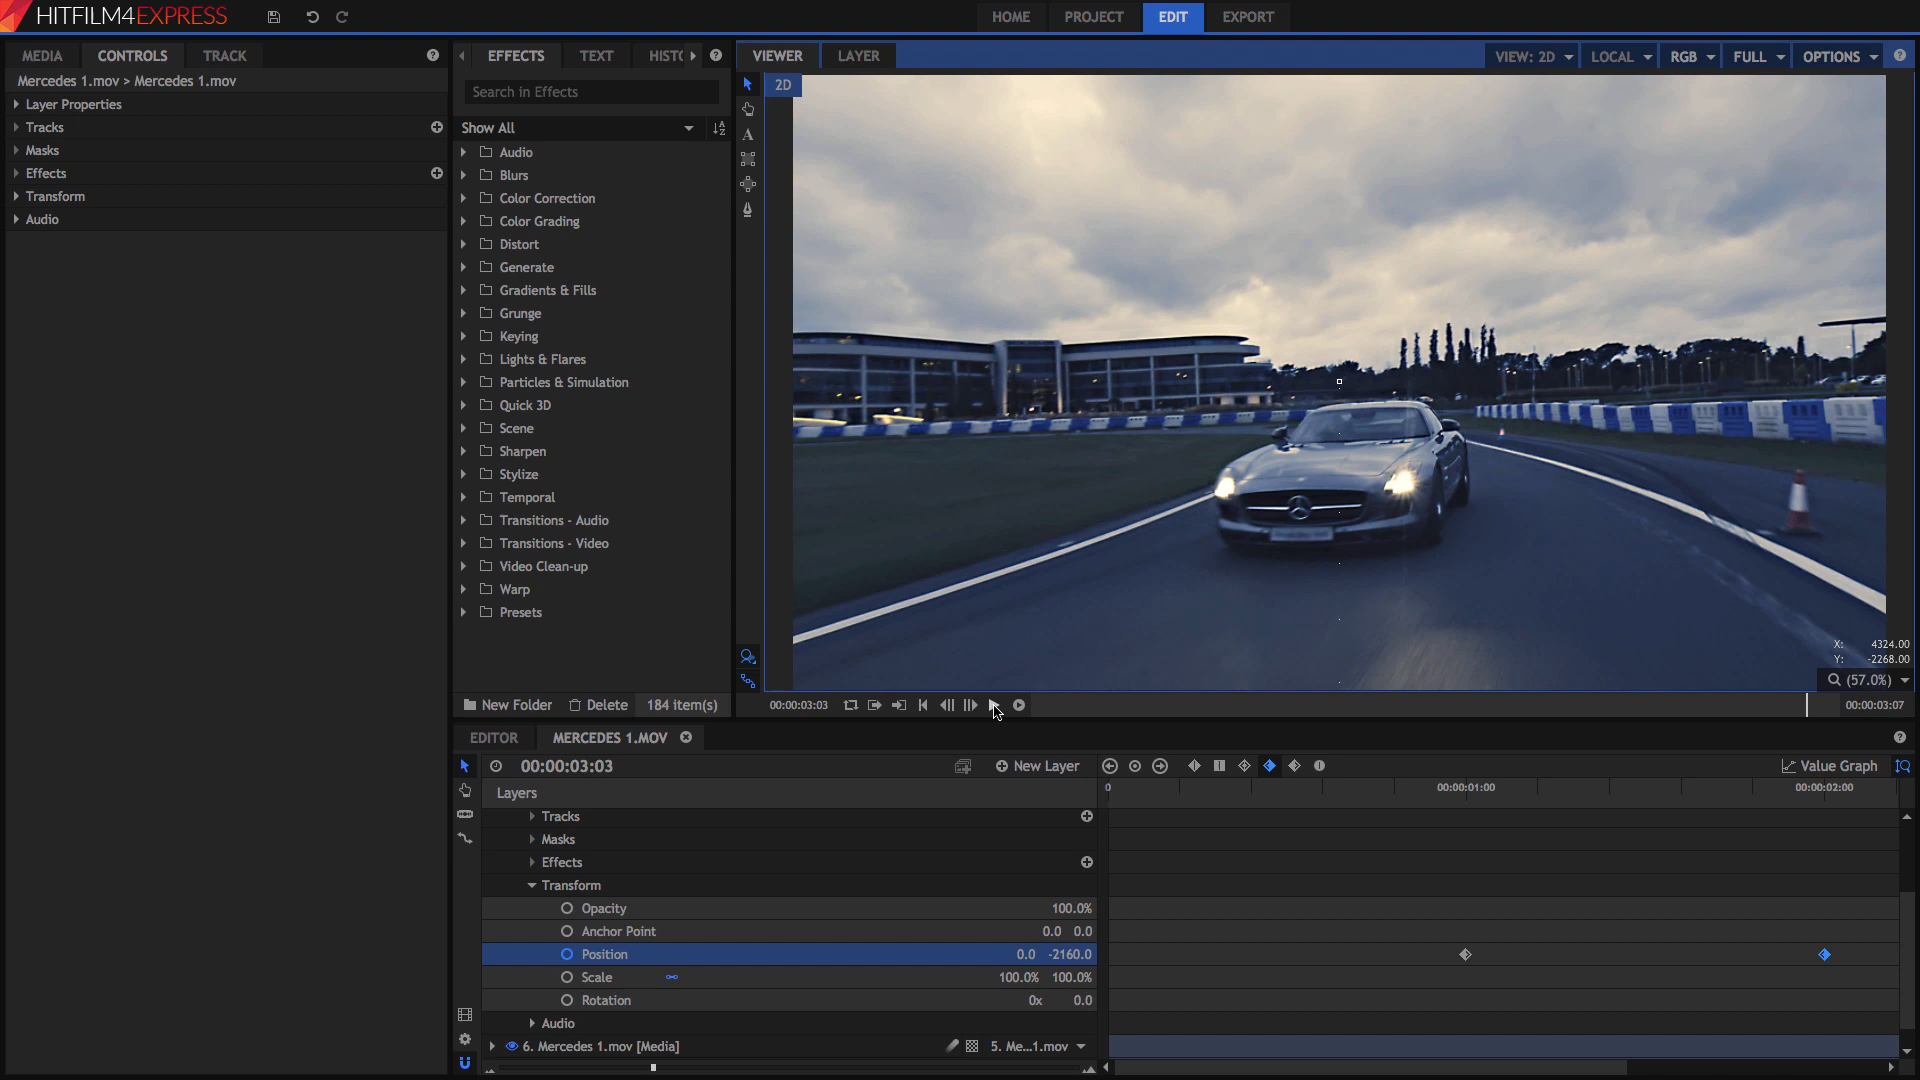 HITFILM4EXPRESS
HOME PROJECT EDIT EXPORT
MEDIA CONTROLS TRACK
Mercedes 1.mov > Mercedes 1.mov
Layer Properties
Tracks
Masks
Effects
Transform
Audio
EFFECTS TEXT HISTO
Search in Effects
Show All
Audio
Blurs
Color Correction
Color Grading
Distort
Generate
Gradients & Fills
Grunge
Keying
Lights & Flares
Particles & Simulation
Quick 3D
Scene
Sharpen
Stylize
Temporal
Transitions - Audio
Transitions - Video
Video Clean-up
Warp
Presets
New Folder Delete 184 item(s)
VIEWER LAYER VIEW: 2D LOCAL RGB FULL OPTIONS
2D
X: 4324.00
Y: -2268.00
(57.0%)
00:00:03:03 00:00:03:07
EDITOR MERCEDES 1.MOV
00:00:03:03 New Layer Value Graph
Layers 0 00:00:01:00 00:00:02:00
Tracks
Masks
Effects
Transform
Opacity 100.0%
Anchor Point 0.0 0.0
Position 0.0 -2160.0
Scale 100.0% 100.0%
Rotation 0x 0.0
Audio
6. Mercedes 1.mov [Media] 5. Me...1.mov